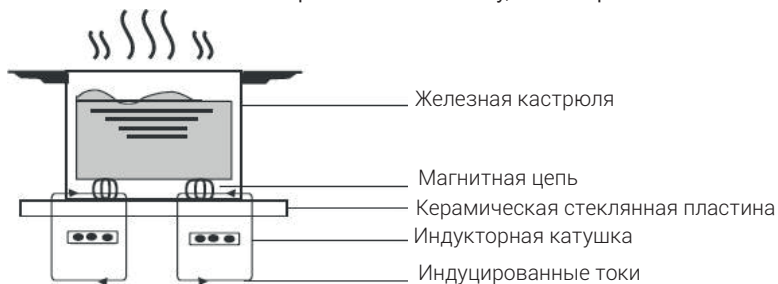 Железная кастрюля
Магнитная цепь
Керамическая стеклянная пластина
Индукторная катушка
Индуцированные токи